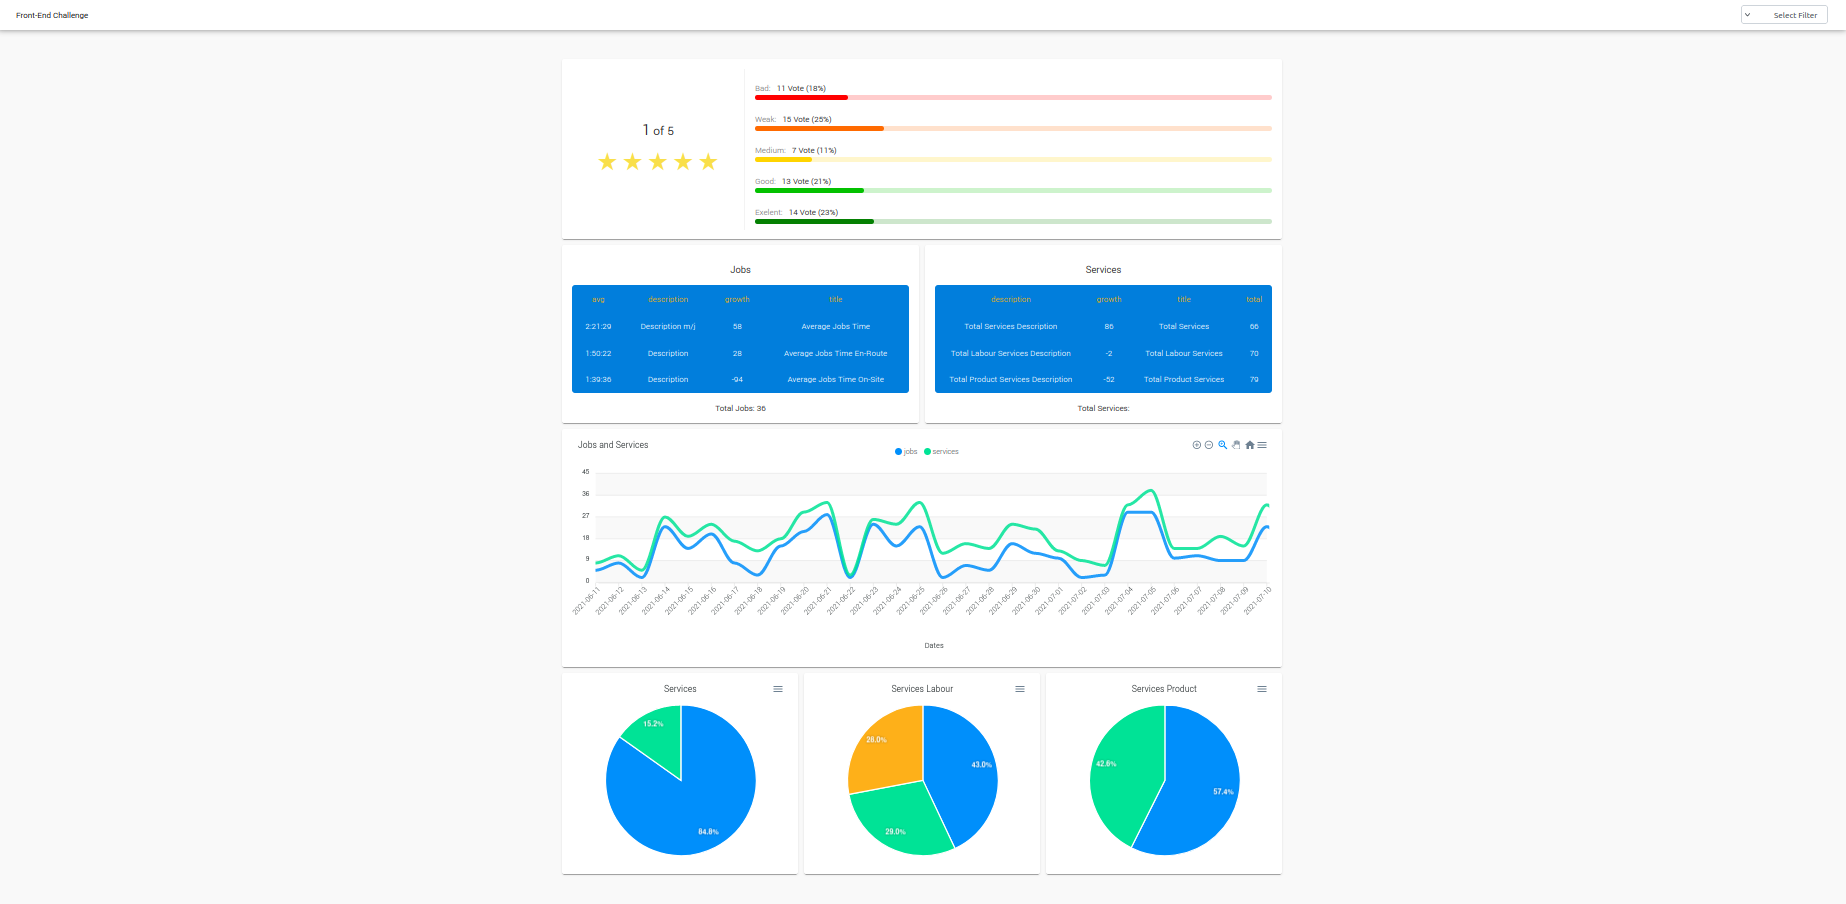 Front-End Challenge
Select Filter
1 of 5
Bad: 11 Vote (18%)
Weak: 15 Vote (25%)
Medium: 7 Vote (11%)
Good: 13 Vote (21%)
Exelent: 14 Vote (23%)
Jobs
avg description growth title
2:21:29 Description m/j 58 Average Jobs Time
1:50:22 Description 28 Average Jobs Time En-Route
1:39:36 Description -94 Average Jobs Time On-Site
Total Jobs: 36
Services
description growth title total
Total Services Description 86 Total Services 66
Total Labour Services Description -2 Total Labour Services 70
Total Product Services Description -52 Total Product Services 79
Total Services:
Jobs and Services
jobs services
45
36
27
18
9
0
2021-06-11 2021-06-12 2021-06-13 2021-06-14 2021-06-15 2021-06-16 2021-06-17 2021-06-18 2021-06-19 2021-06-20 2021-06-21 2021-06-22 2021-06-23 2021-06-24 2021-06-25 2021-06-26 2021-06-27 2021-06-28 2021-06-29 2021-06-30 2021-07-01 2021-07-02 2021-07-03 2021-07-04 2021-07-05 2021-07-06 2021-07-07 2021-07-08 2021-07-09 2021-07-10
Dates
Services
15.2%
84.8%
Services Labour
28.0%
43.0%
29.0%
Services Product
42.6%
57.4%